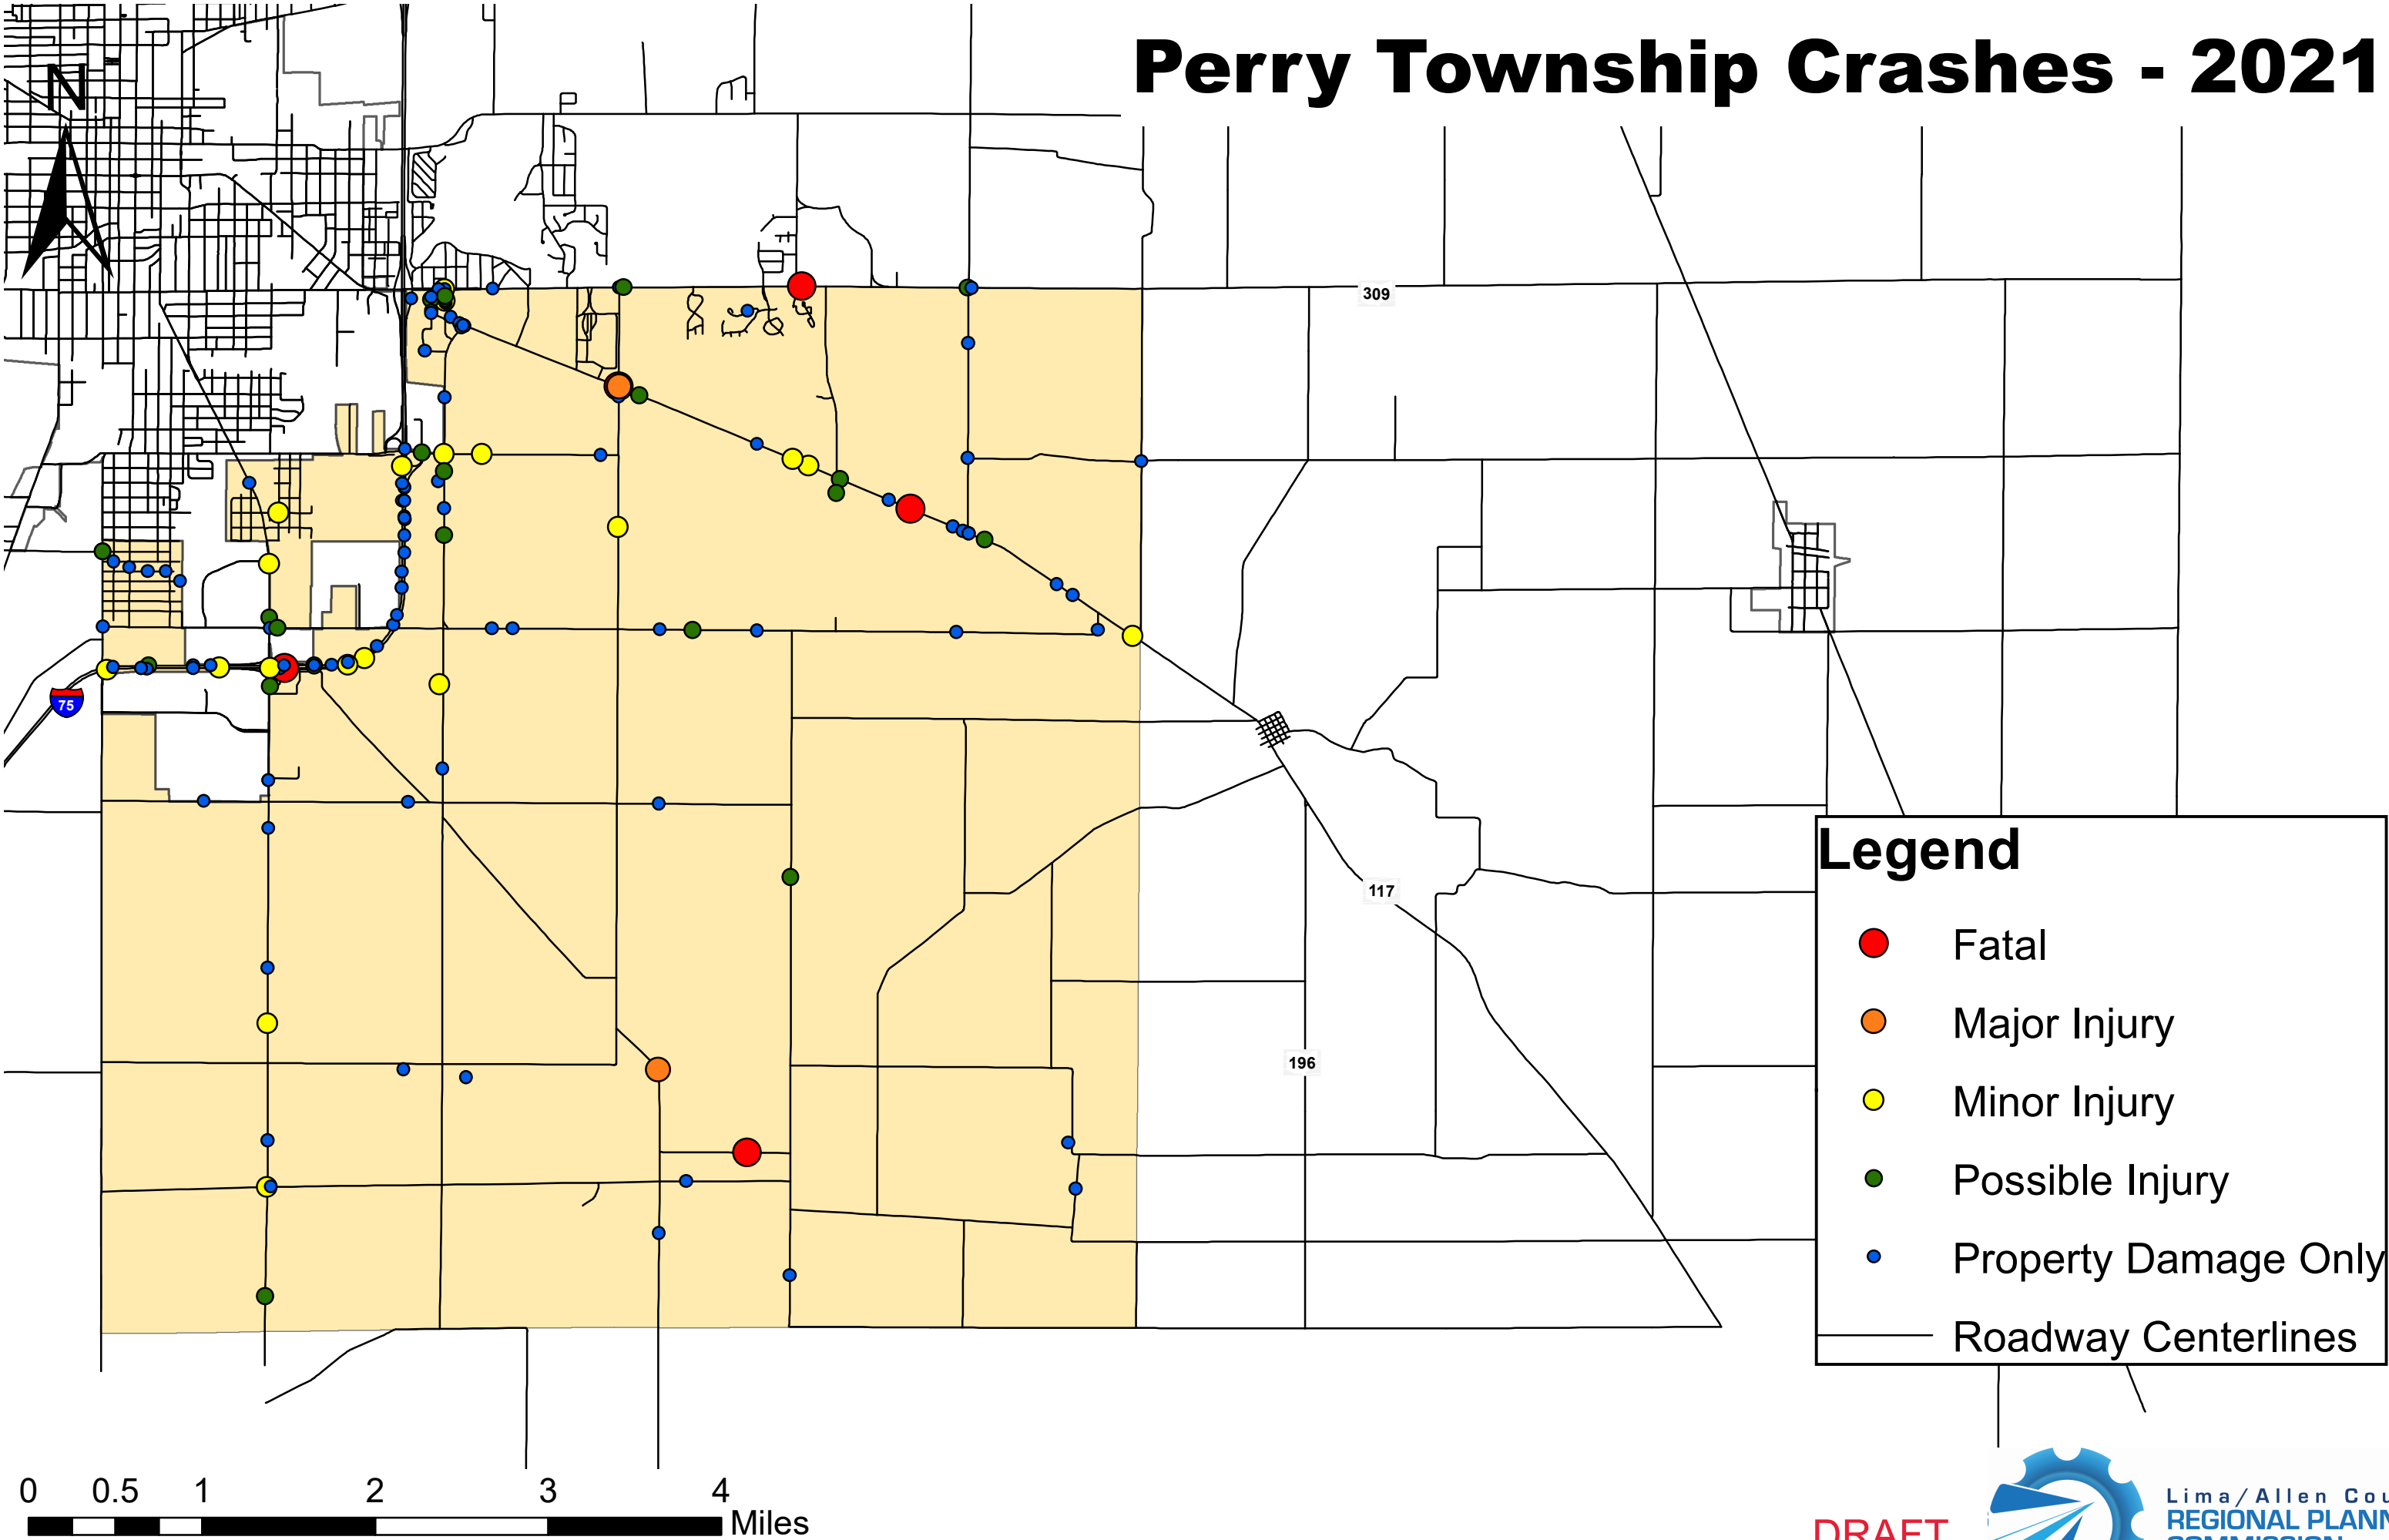 Perry Township Crashes - 2021
N
309
75
117
196
Legend
Fatal
Major Injury
Minor Injury
Possible Injury
Property Damage Only
Roadway Centerlines
0 0.5 1 2 3 4
Miles
DRAFT
Lima/Allen Cou
REGIONAL PLANN